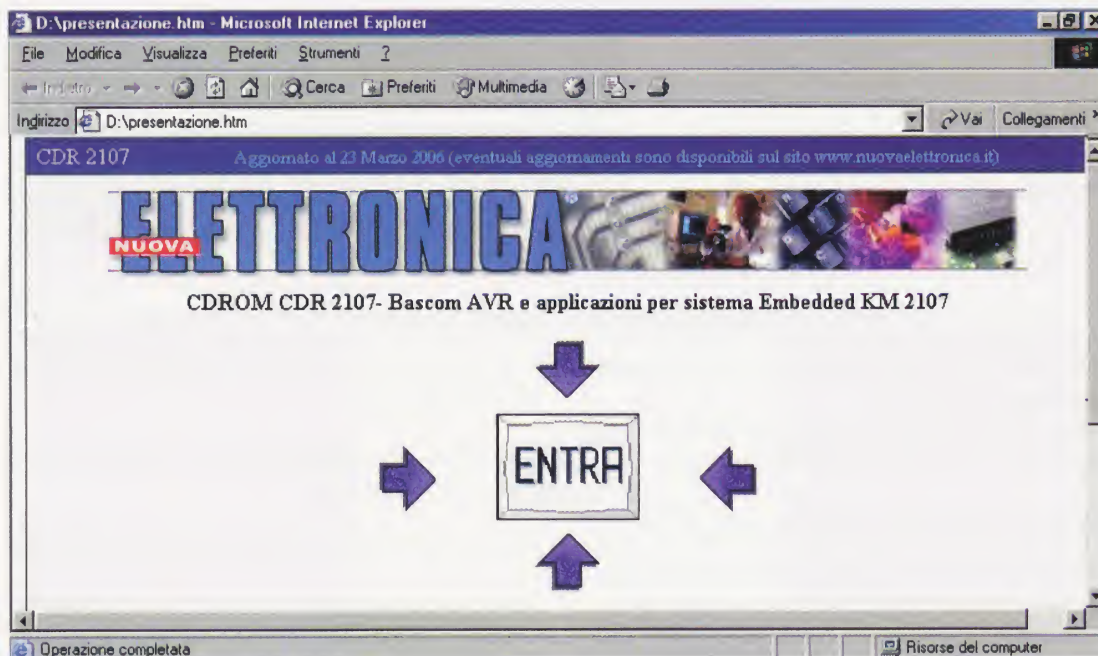 D:\presentazione.htm - Microsoft Internet Explorer
File Modifica Visualizza Preferiti Strumenti ?
Indietro Cerca Preferiti Multimedia
Indirizzo D:\presentazione.htm Vai Collegamenti »
CDR 2107 Aggiornato al 23 Marzo 2006 (eventuali aggiornamenti sono disponibili sul sito www.nuovaelettronica.it)
NUOVA ELETTRONICA
CDROM CDR 2107- Bascom AVR e applicazioni per sistema Embedded KM 2107
ENTRA
Operazione completata Risorse del computer